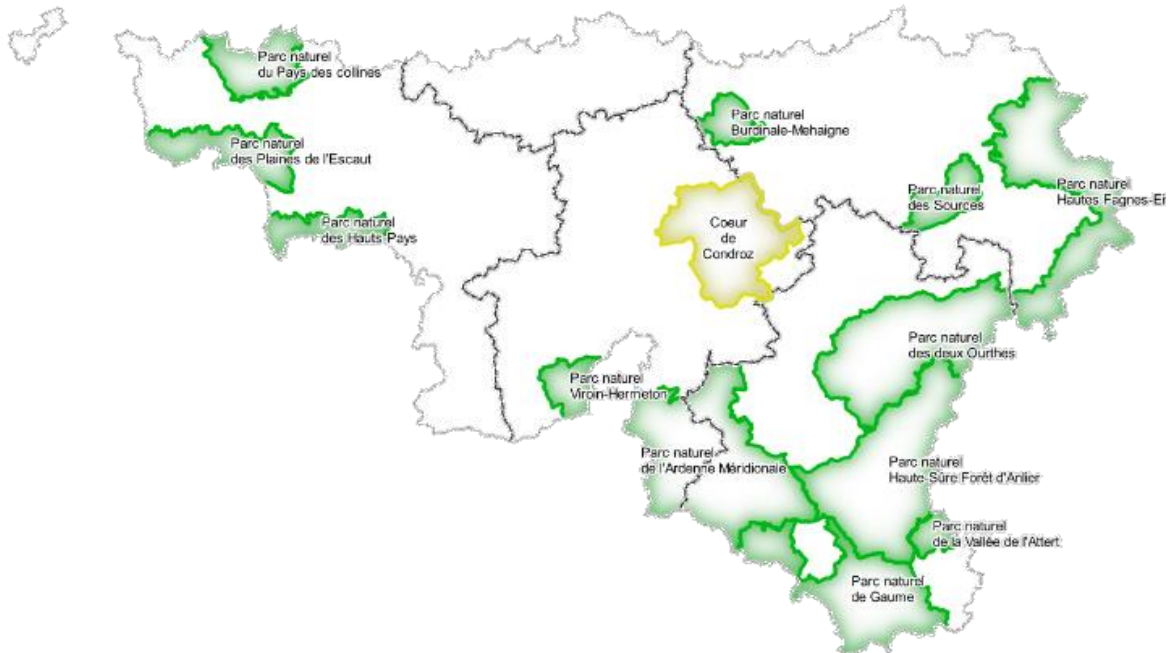 Parc naturel
du Pays des collines
Parc naturel
Burdinale-Mehaigne
Parc naturel
des Plaines de l'Escaut
Parc naturel
Hautes Fagnes-Eif
Parc naturel
des Sources
Parc naturel
des Hauts Pays
Coeur
de
Condroz
Parc naturel
des deux Ourthes
Parc naturel
Viroin-Hermeton
Parc naturel
de l'Ardenne Méridionale
Parc naturel
Haute-Sûre Forêt d'Anlier
Parc naturel
de la Vallée de l'Attert
Parc naturel
de Gaume